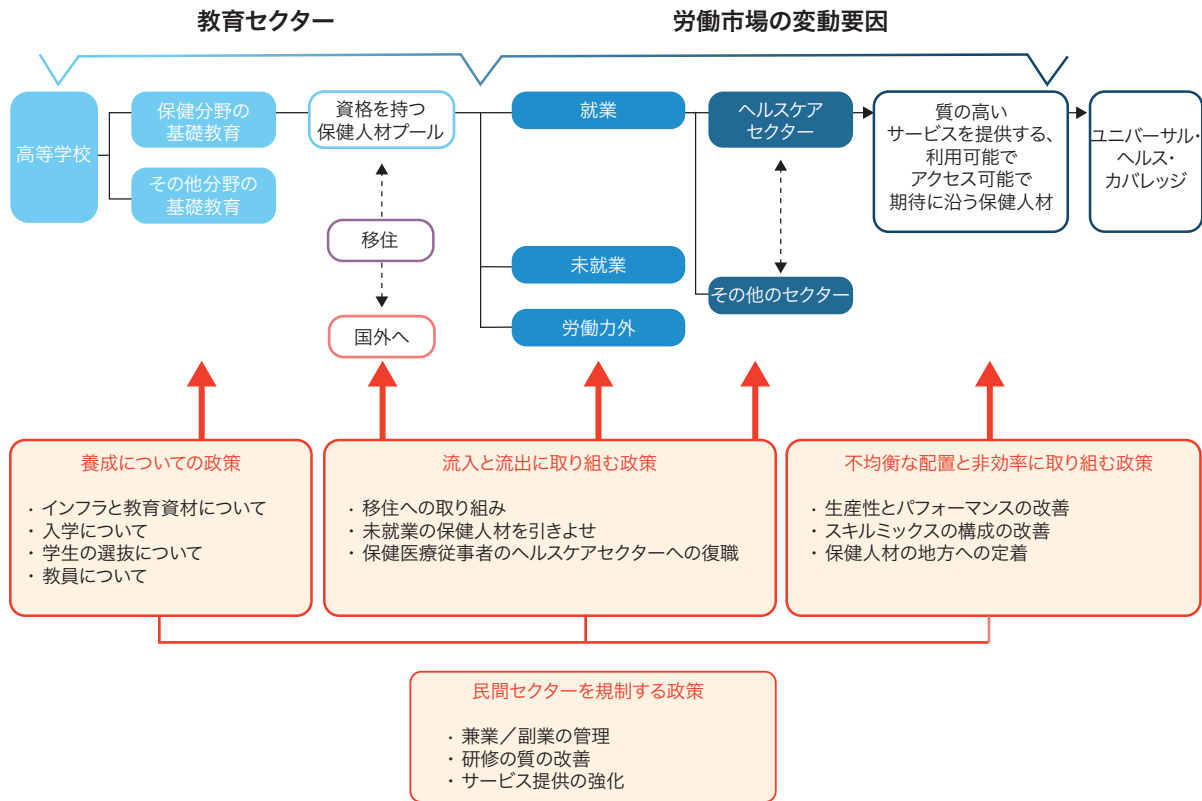 教育セクター
労働市場の変動要因
高等学校
保健分野の
基礎教育
その他分野の
基礎教育
資格を持つ
保健人材プール
移住
国外へ
就業
未就業
労働力外
ヘルスケア
セクター
その他のセクター
質の高い
サービスを提供する、
利用可能で
アクセス可能で
期待に沿う保健人材
ユニバーサル・
ヘルス・
カバレッジ
養成についての政策
・ インフラと教育資材について
・ 入学について
・ 学生の選抜について
・ 教員について
流入と流出に取り組む政策
・ 移住への取り組み
・ 未就業の保健人材を引きよせ
・ 保健医療従事者のヘルスケアセクターへの復職
不均衡な配置と非効率に取り組む政策
・ 生産性とパフォーマンスの改善
・ スキルミックスの構成の改善
・ 保健人材の地方への定着
民間セクターを規制する政策
・ 兼業／副業の管理
・ 研修の質の改善
・ サービス提供の強化